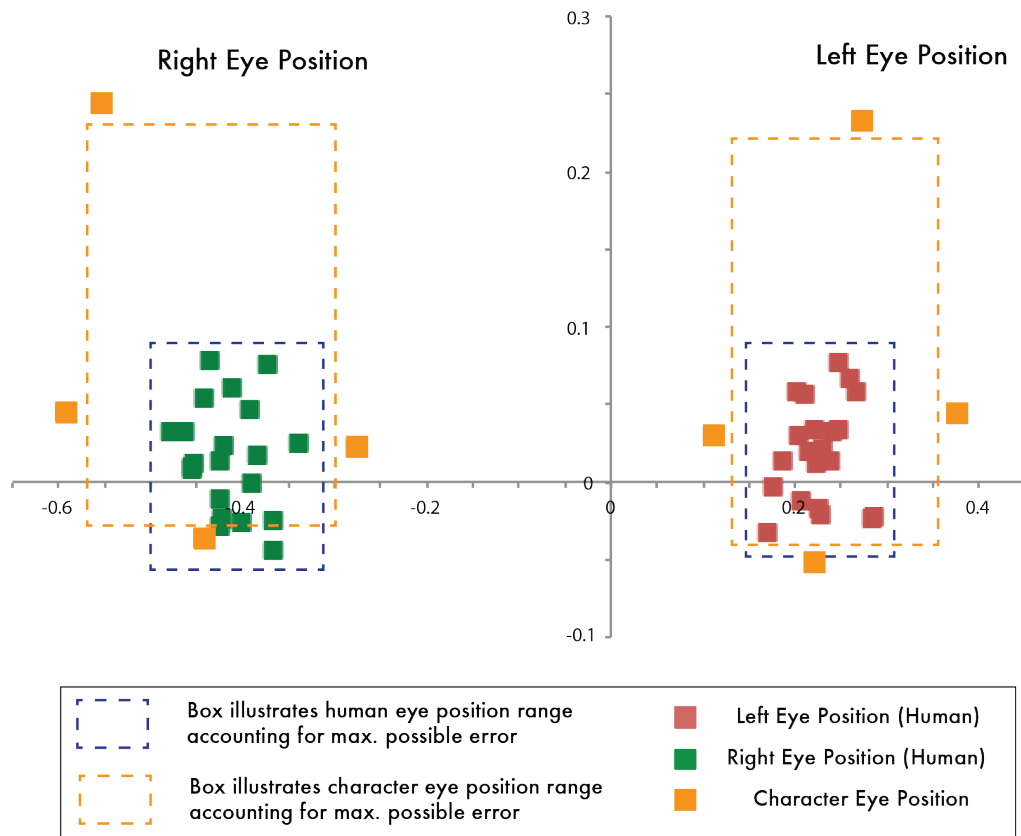 0.3
Right Eye Position
Left Eye Position
0.2
0.1
-0.6
-0.4
-0.2
0
0.2
0.4
-0.1
Box illustrates human eye position range
accounting for max. possible error
Box illustrates character eye position range
accounting for max. possible error
Left Eye Position (Human)
Right Eye Position (Human)
Character Eye Position